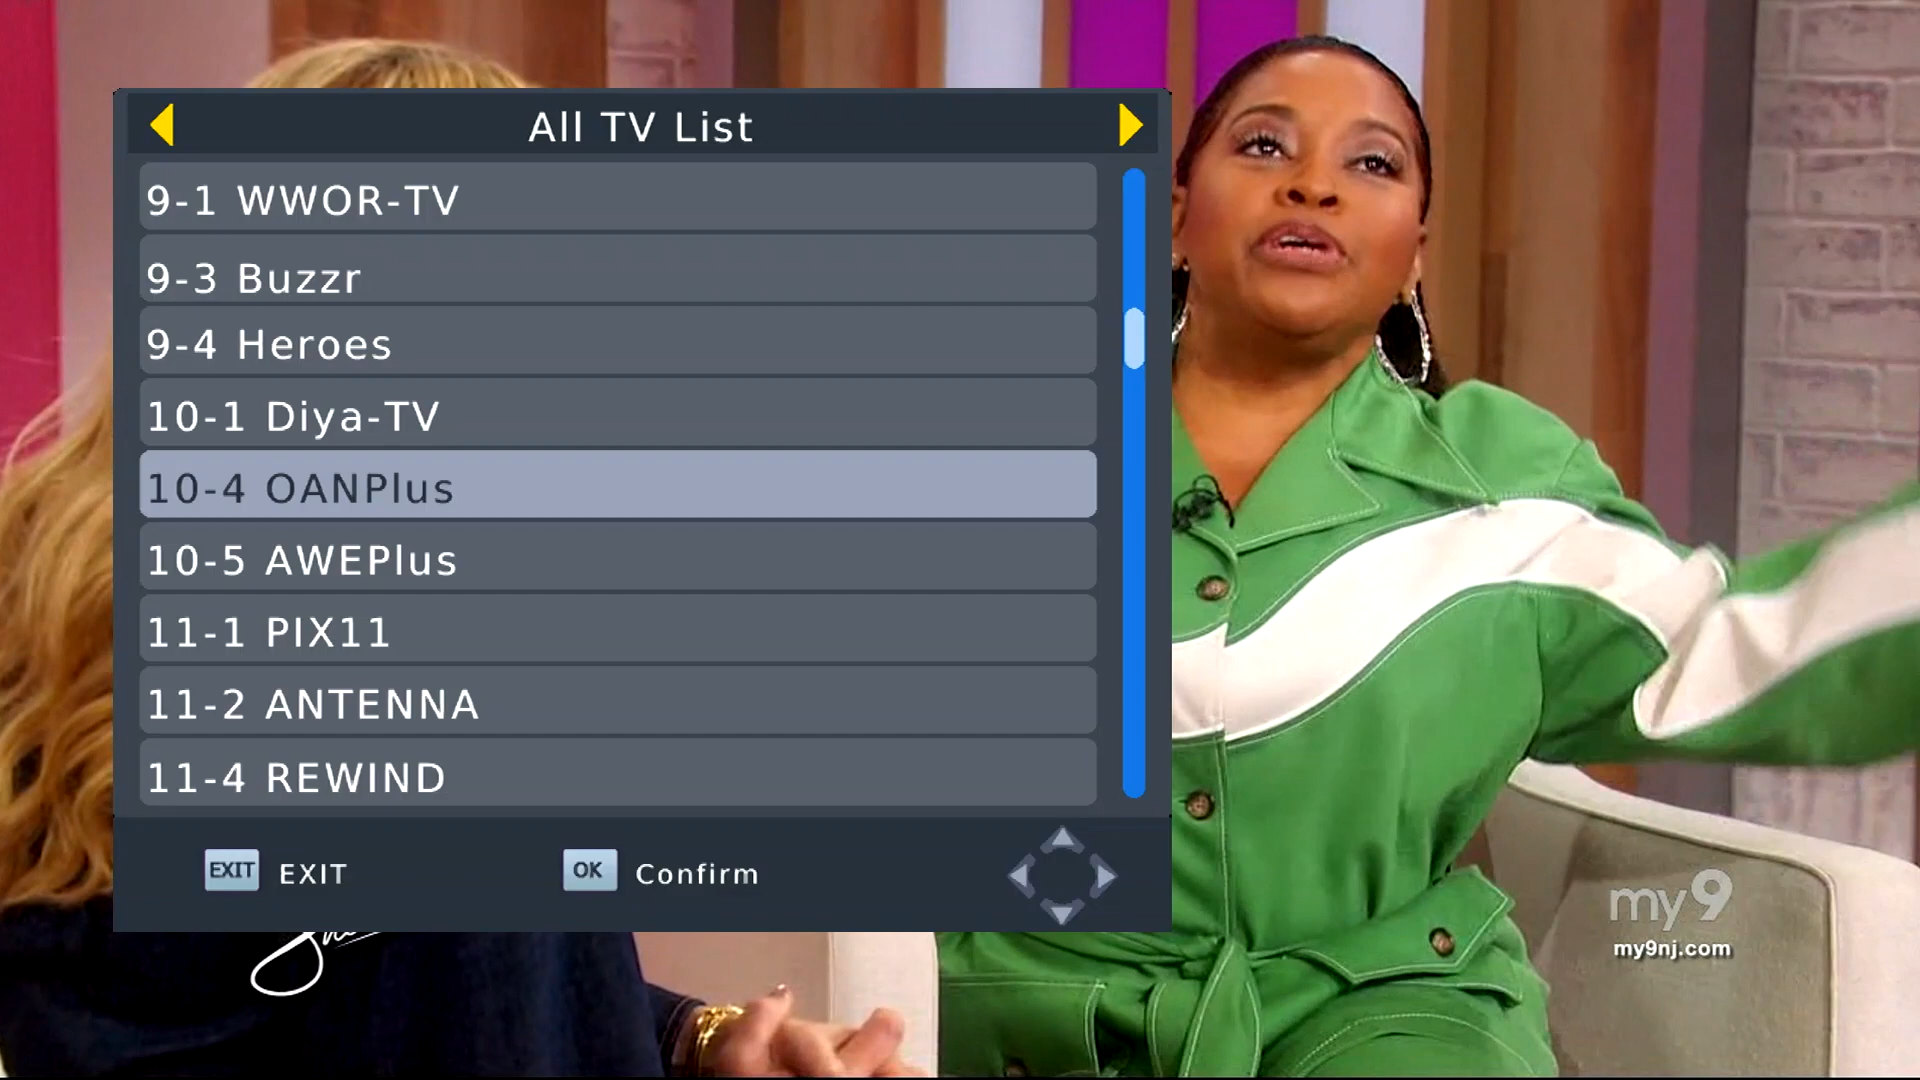 All TV List
9-1 WWOR-TV
9-3 Buzzr
9-4 Heroes
10-1 Diya-TV
10-4 OANPlus
10-5 AWEPlus
11-1 PIX11
11-2 ANTENNA
11-4 REWIND
EXIT EXIT
OK Confirm
my9
my9nj.com